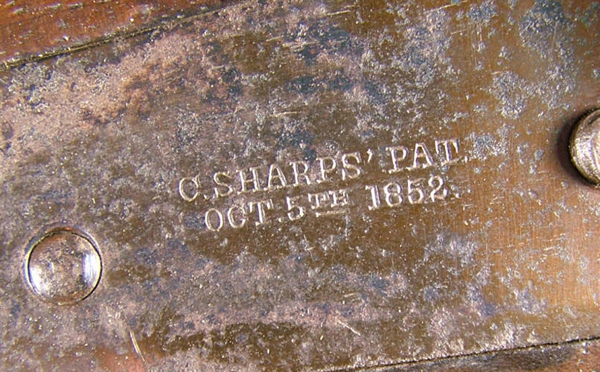 C. SHARPS' PAT.
OCT. 5TH 1852.